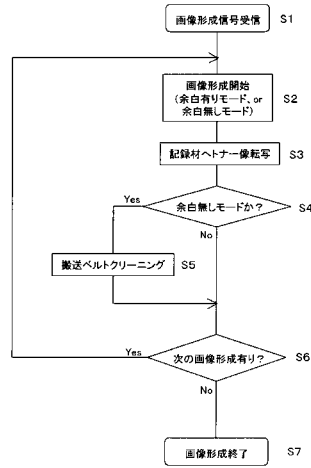 画像形成信号受信 S1
画像形成開始
(余白有りモード、or
余白無しモード)
S2
記録材へトナー像転写 S3
Yes
余白無しモードか?
S4
No
搬送ベルトクリーニング S5
Yes
次の画像形成有り?
S6
No
画像形成終了 S7